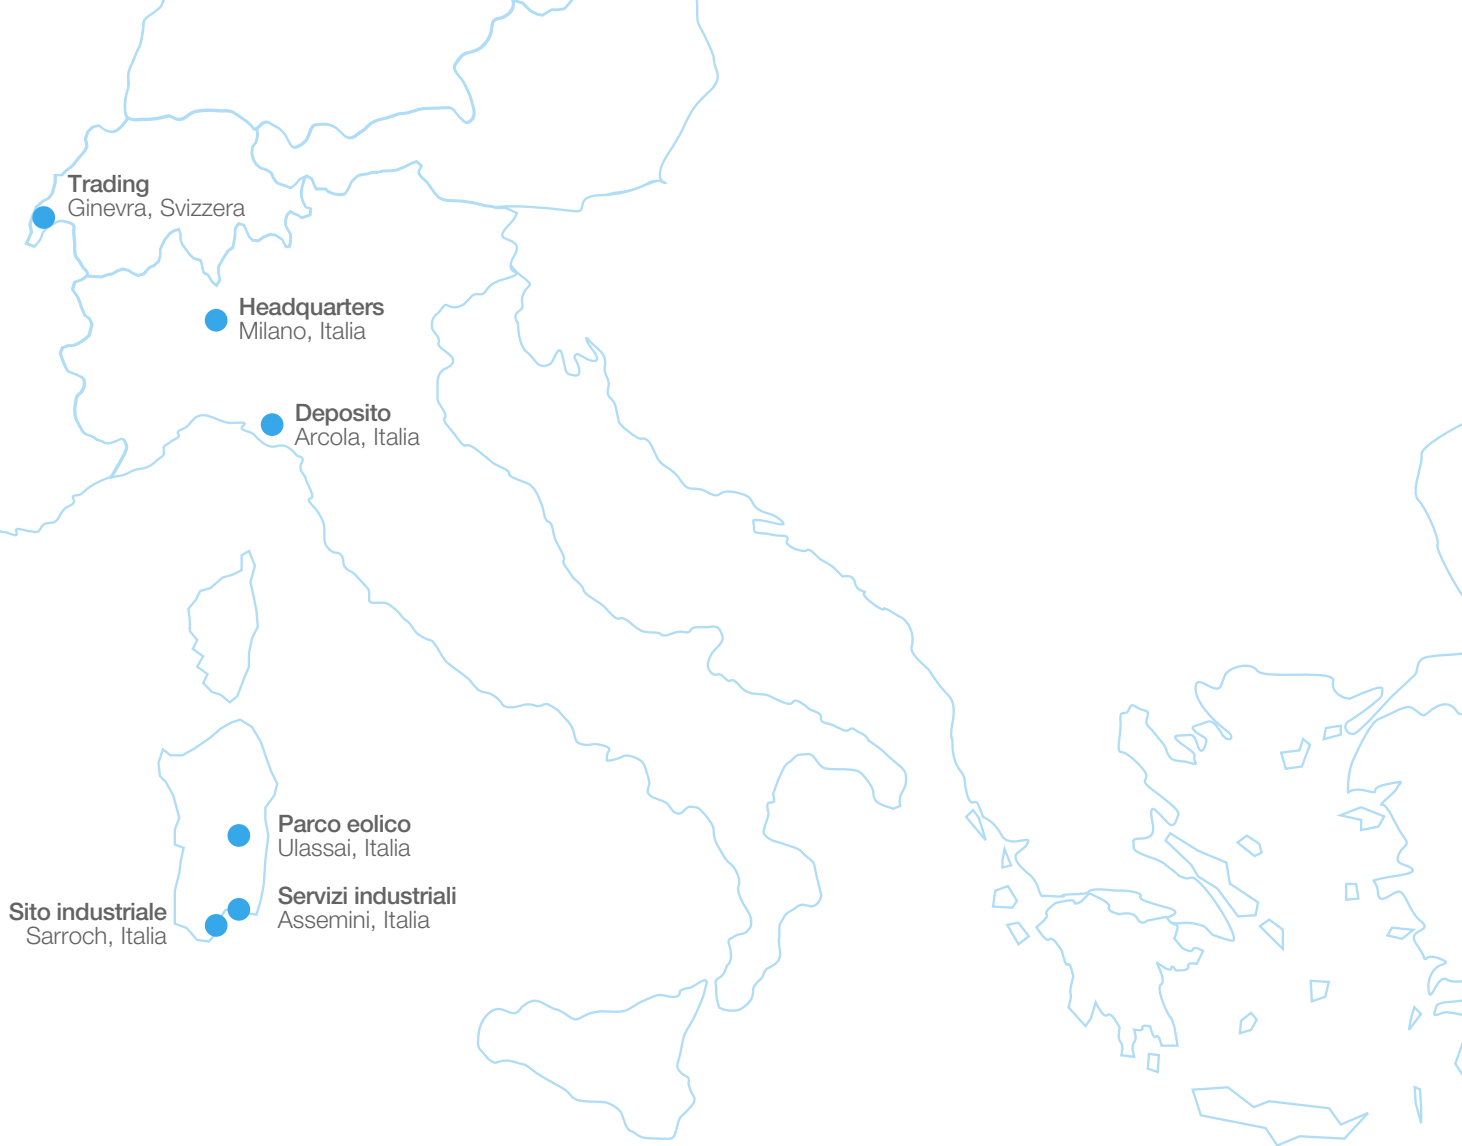 Trading
Ginevra, Svizzera
Headquarters
Milano, Italia
Deposito
Arcola, Italia
Parco eolico
Ulassai, Italia
Servizi industriali
Assemini, Italia
Sito industriale
Sarroch, Italia